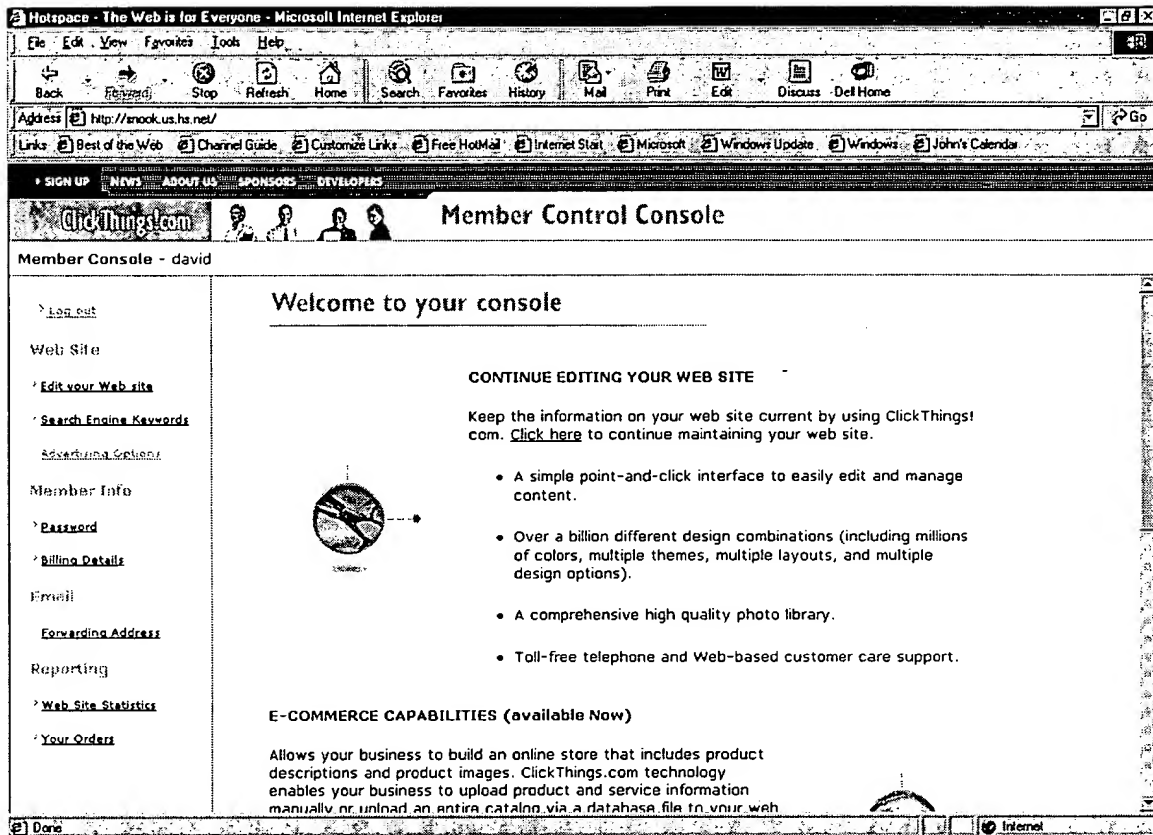 Hotspace - The Web is for Everyone - Microsoft Internet Explorer
File Edit View Favorites Tools Help
Back Forward Stop Refresh Home Search Favorites History Mail Print Edit Discuss Dell Home
Address http://snook.us.hs.net/ Go
Links Best of the Web Channel Guide Customize Links Free HotMail Internet Start Microsoft Windows Update Windows John's Calendar
SIGN UP NEWS ABOUT US SPONSORS DEVELOPERS
ClickThings!com Member Control Console
Member Console - david
Log out
Web Site
Edit your Web site
Search Engine Keywords
Advertising Options
Member Info
Password
Billing Details
Email
Forwarding Address
Reporting
Web Site Statistics
Your Orders
Welcome to your console
CONTINUE EDITING YOUR WEB SITE
Keep the information on your web site current by using ClickThings!
com. Click here to continue maintaining your web site.
• A simple point-and-click interface to easily edit and manage
content.
• Over a billion different design combinations (including millions
of colors, multiple themes, multiple layouts, and multiple
design options).
• A comprehensive high quality photo library.
• Toll-free telephone and Web-based customer care support.
E-COMMERCE CAPABILITIES (available Now)
Allows your business to build an online store that includes product
descriptions and product images. ClickThings.com technology
enables your business to upload product and service information
manually or upload an entire catalog via a database file to your web
Done Internet